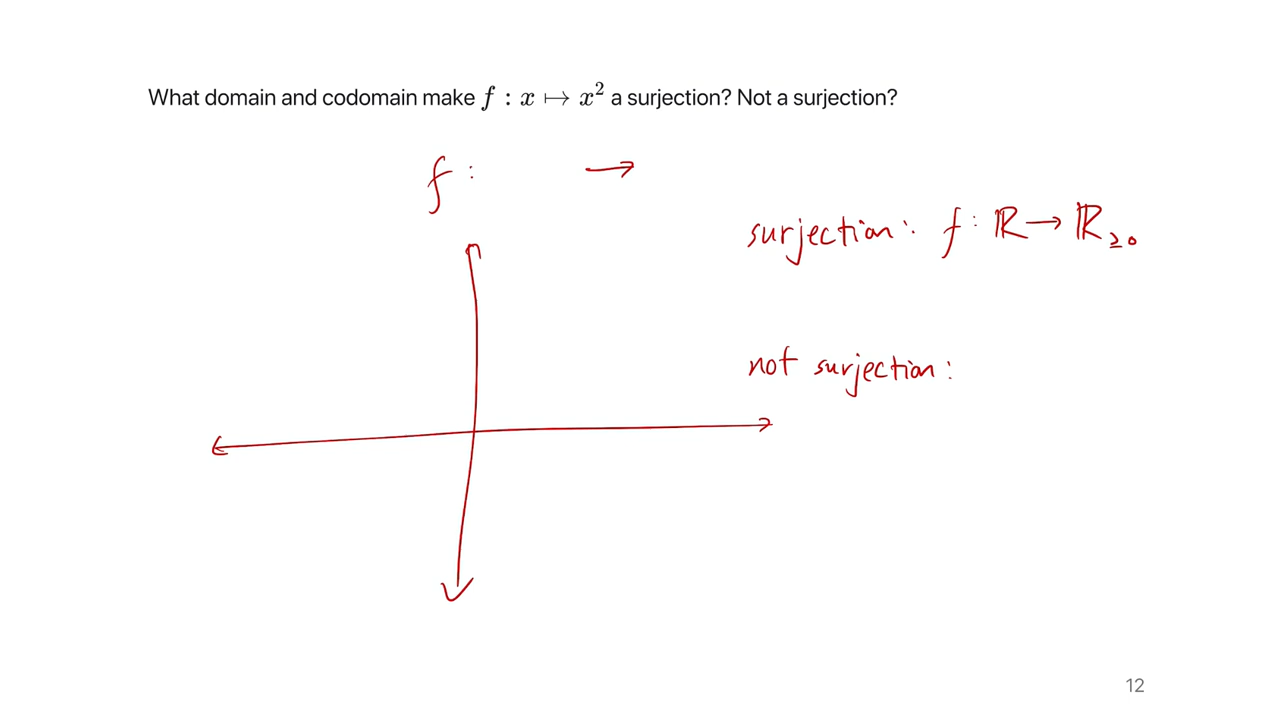 What domain and codomain make f : x ↦ x² a surjection? Not a surjection?
f : →
surjection: f: ℝ → ℝ≥0
not surjection:
12